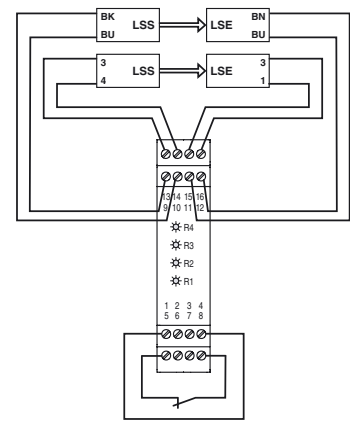 BK LSS LSE BN
BU BU
3 LSS LSE 3
4 1
13 14 15 16
9 10 11 12
R4
R3
R2
R1
1 2 3 4
5 6 7 8